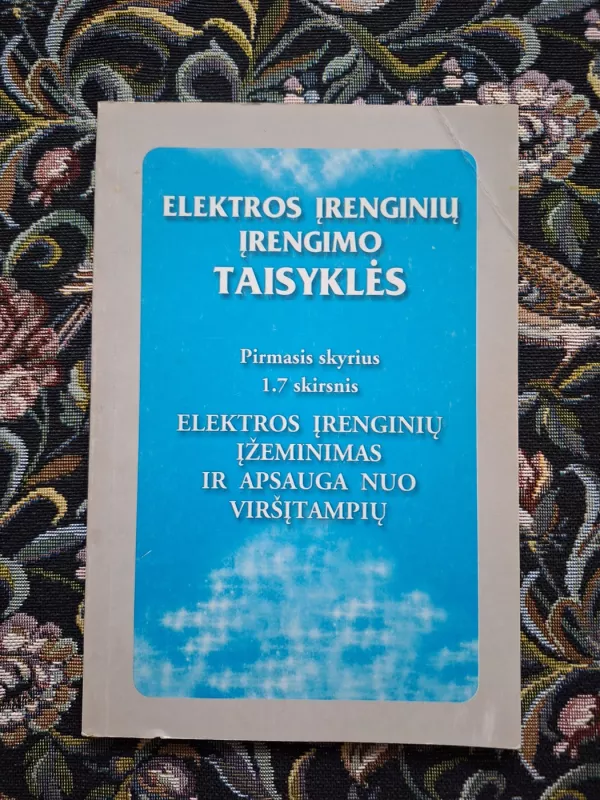 ELEKTROS ĮRENGINIŲ
ĮRENGIMO
TAISYKLĖS
Pirmasis skyrius
1.7 skirsnis
ELEKTROS ĮRENGINIŲ
ĮŽEMINIMAS
IR APSAUGA NUO
VIRŠĮTAMPIŲ